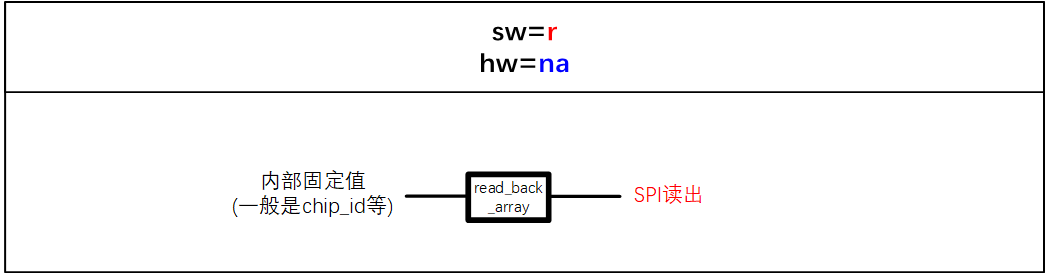 sw=r
hw=na
内部固定值
(一般是chip_id等)
read_back
_array
SPI读出